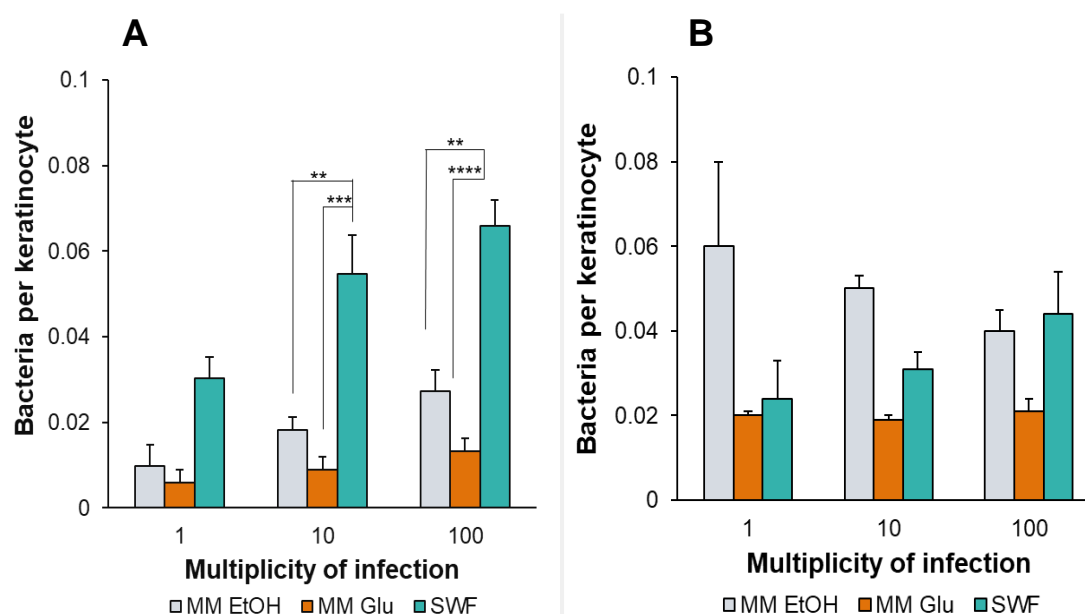 A
Bacteria per keratinocyte
0.1
0.08
0.06
0.04
0.02
0
**
***
**
****
1 10 100
Multiplicity of infection
MM EtOH MM Glu SWF
B
Bacteria per keratinocyte
0.1
0.08
0.06
0.04
0.02
0
1 10 100
Multiplicity of infection
MM EtOH MM Glu SWF